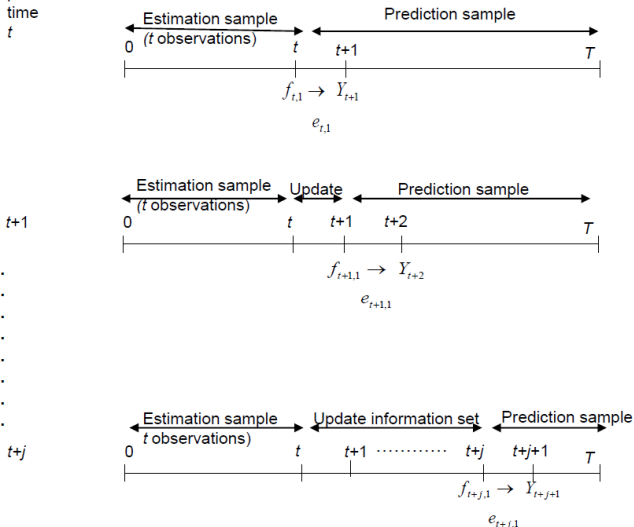 time
t
Estimation sample
(t observations)
Prediction sample
0 t t+1 T
f_{t,1} → Y_{t+1}
e_{t,1}
t+1
Estimation sample Update Prediction sample
(t observations)
0 t t+1 t+2 T
f_{t+1,1} → Y_{t+2}
e_{t+1,1}
.
.
.
.
.
.
.
.
t+j
Estimation sample Update information set Prediction sample
t observations)
0 t t+1 ············ t+j t+j+1 T
f_{t+j,1} → Y_{t+j+1}
e_{t+j,1}